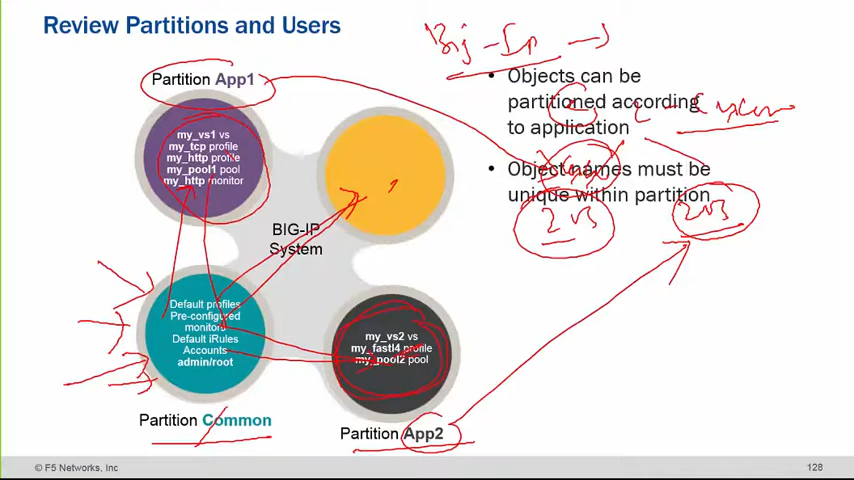 Review Partitions and Users
Big-Ip
Partition App1
• Objects can be
partitioned according
to application
my_vs1 vs
my_tcp profile
my_http profile
my_pool1 pool
my_http monitor
• Object names must be
unique within partition
2 VS
2 VS
BIG-IP
System
Default profiles
Pre-configured
monitors
Default iRules
Accounts
admin/root
my_vs2 vs
my_fastl4 profile
my_pool2 pool
Partition Common
Partition App2
© F5 Networks, Inc
128